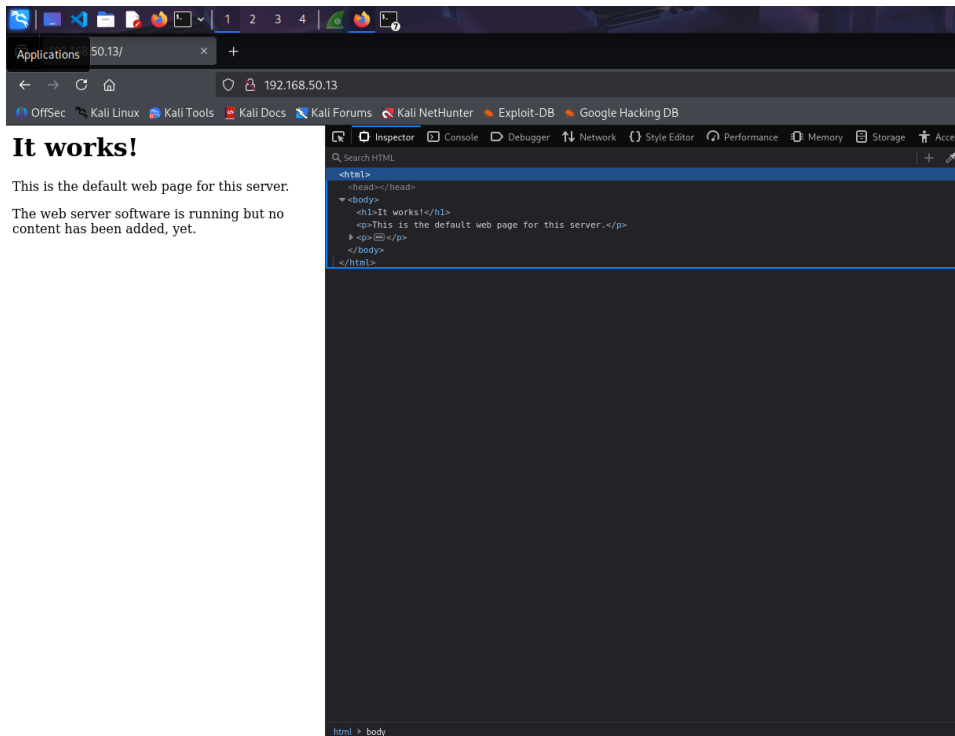 1 2 3 4 7
Applications 50.13/ × +
192.168.50.13
OffSec Kali Linux Kali Tools Kali Docs Kali Forums Kali NetHunter Exploit-DB Google Hacking DB
It works!
This is the default web page for this server.
The web server software is running but no
content has been added, yet.
Inspector Console Debugger Network {} Style Editor Performance Memory Storage Acce
Search HTML +
<html>
<head></head>
<body>
<h1>It works!</h1>
<p>This is the default web page for this server.</p>
<p>…</p>
</body>
</html>
html > body